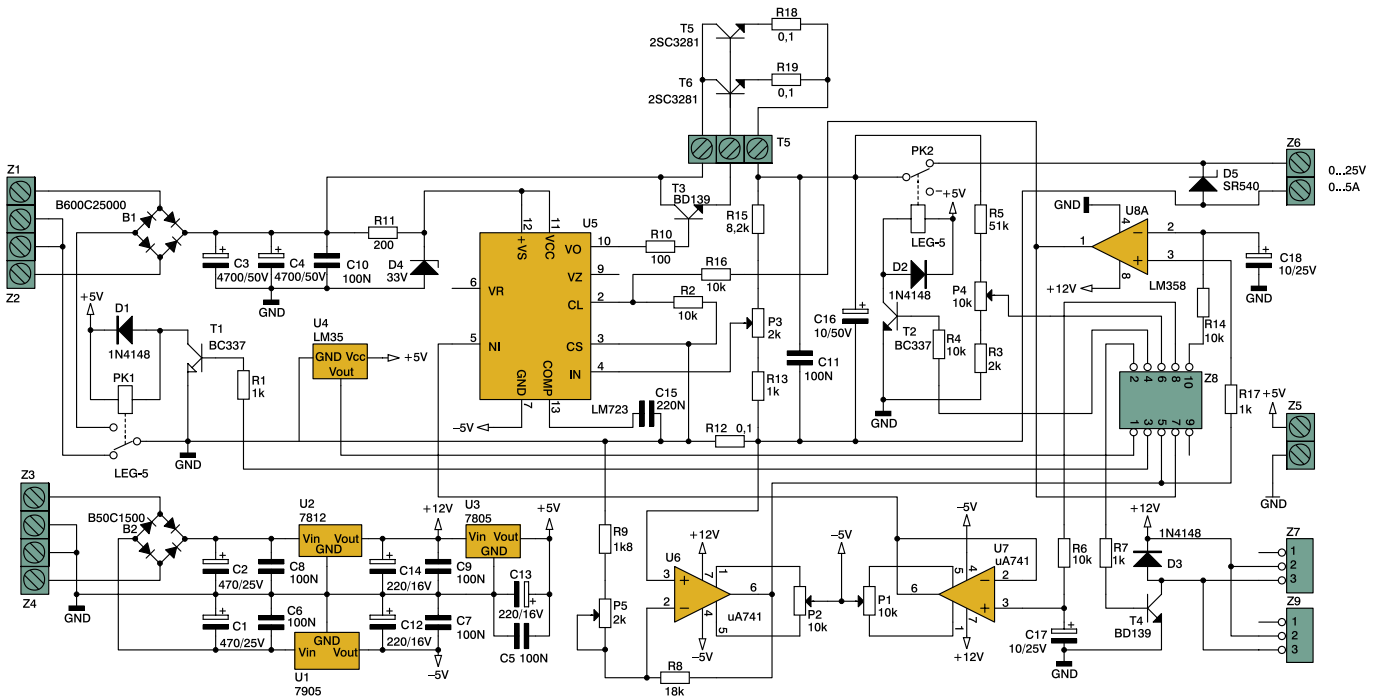 T5
2SC3281
R18
0,1
T6
2SC3281
R19
0,1
T5
Z1
Z2
B600C25000
B1
C3
4700/50V
C4
4700/50V
C10
100N
R11
200
D4
33V
T3
BD139
R10
100
U5
12
11
+VS
VCC
VO
10
VZ
9
VR
6
CL
2
NI
5
CS
3
IN
4
GND
COMP
7
13
LM723
-5V
C15
220N
R16
10k
R2
10k
R15
8,2k
P3
2k
R13
1k
R12
0,1
C11
100N
C16
10/50V
PK2
+5V
LEG-5
D2
1N4148
T2
BC337
R4
10k
GND
R5
51k
P4
10k
R3
2k
Z6
0...25V
0...5A
D5
SR540
GND
U8A
4
2
1
3
8
+12V
LM358
C18
10/25V
GND
R14
10k
R17
1k
Z8
2
4
6
8
10
1
3
5
7
9
+5V
Z5
GND
+5V
D1
1N4148
T1
BC337
PK1
LEG-5
R1
1k
GND
GND
U4
LM35
GND Vcc
Vout
+5V
Z3
Z4
GND
B50C1500
B2
C2
470/25V
C8
100N
U2
7812
Vin Vout
GND
C14
220/16V
C9
100N
+12V
U3
7805
Vin Vout
GND
+5V
C13
220/16V
C5 100N
C1
470/25V
C6
100N
GND
Vin Vout
U1
7905
C12
220/16V
C7
100N
-5V
R9
1k8
P5
2k
R8
18k
U6
+12V
3
2
7
1
6
4
5
uA741
-5V
P2
10k
-5V
P1
10k
U7
uA741
-5V
5
4
2
6
3
1
7
+12V
R6
10k
C17
10/25V
GND
R7
1k
+12V
1N4148
D3
T4
BD139
Z7
1
2
3
Z9
1
2
3